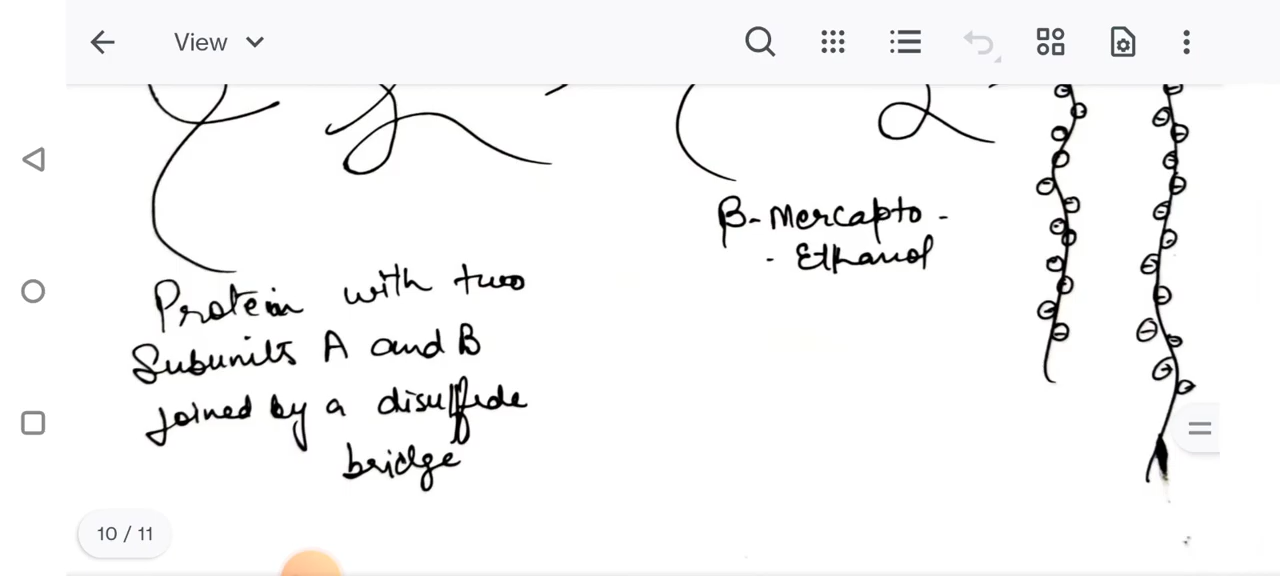 View
β- Mercapto -
- Ethanol
Protein with two
Subunits A and B
joined by a disulfide
bridge
10 / 11